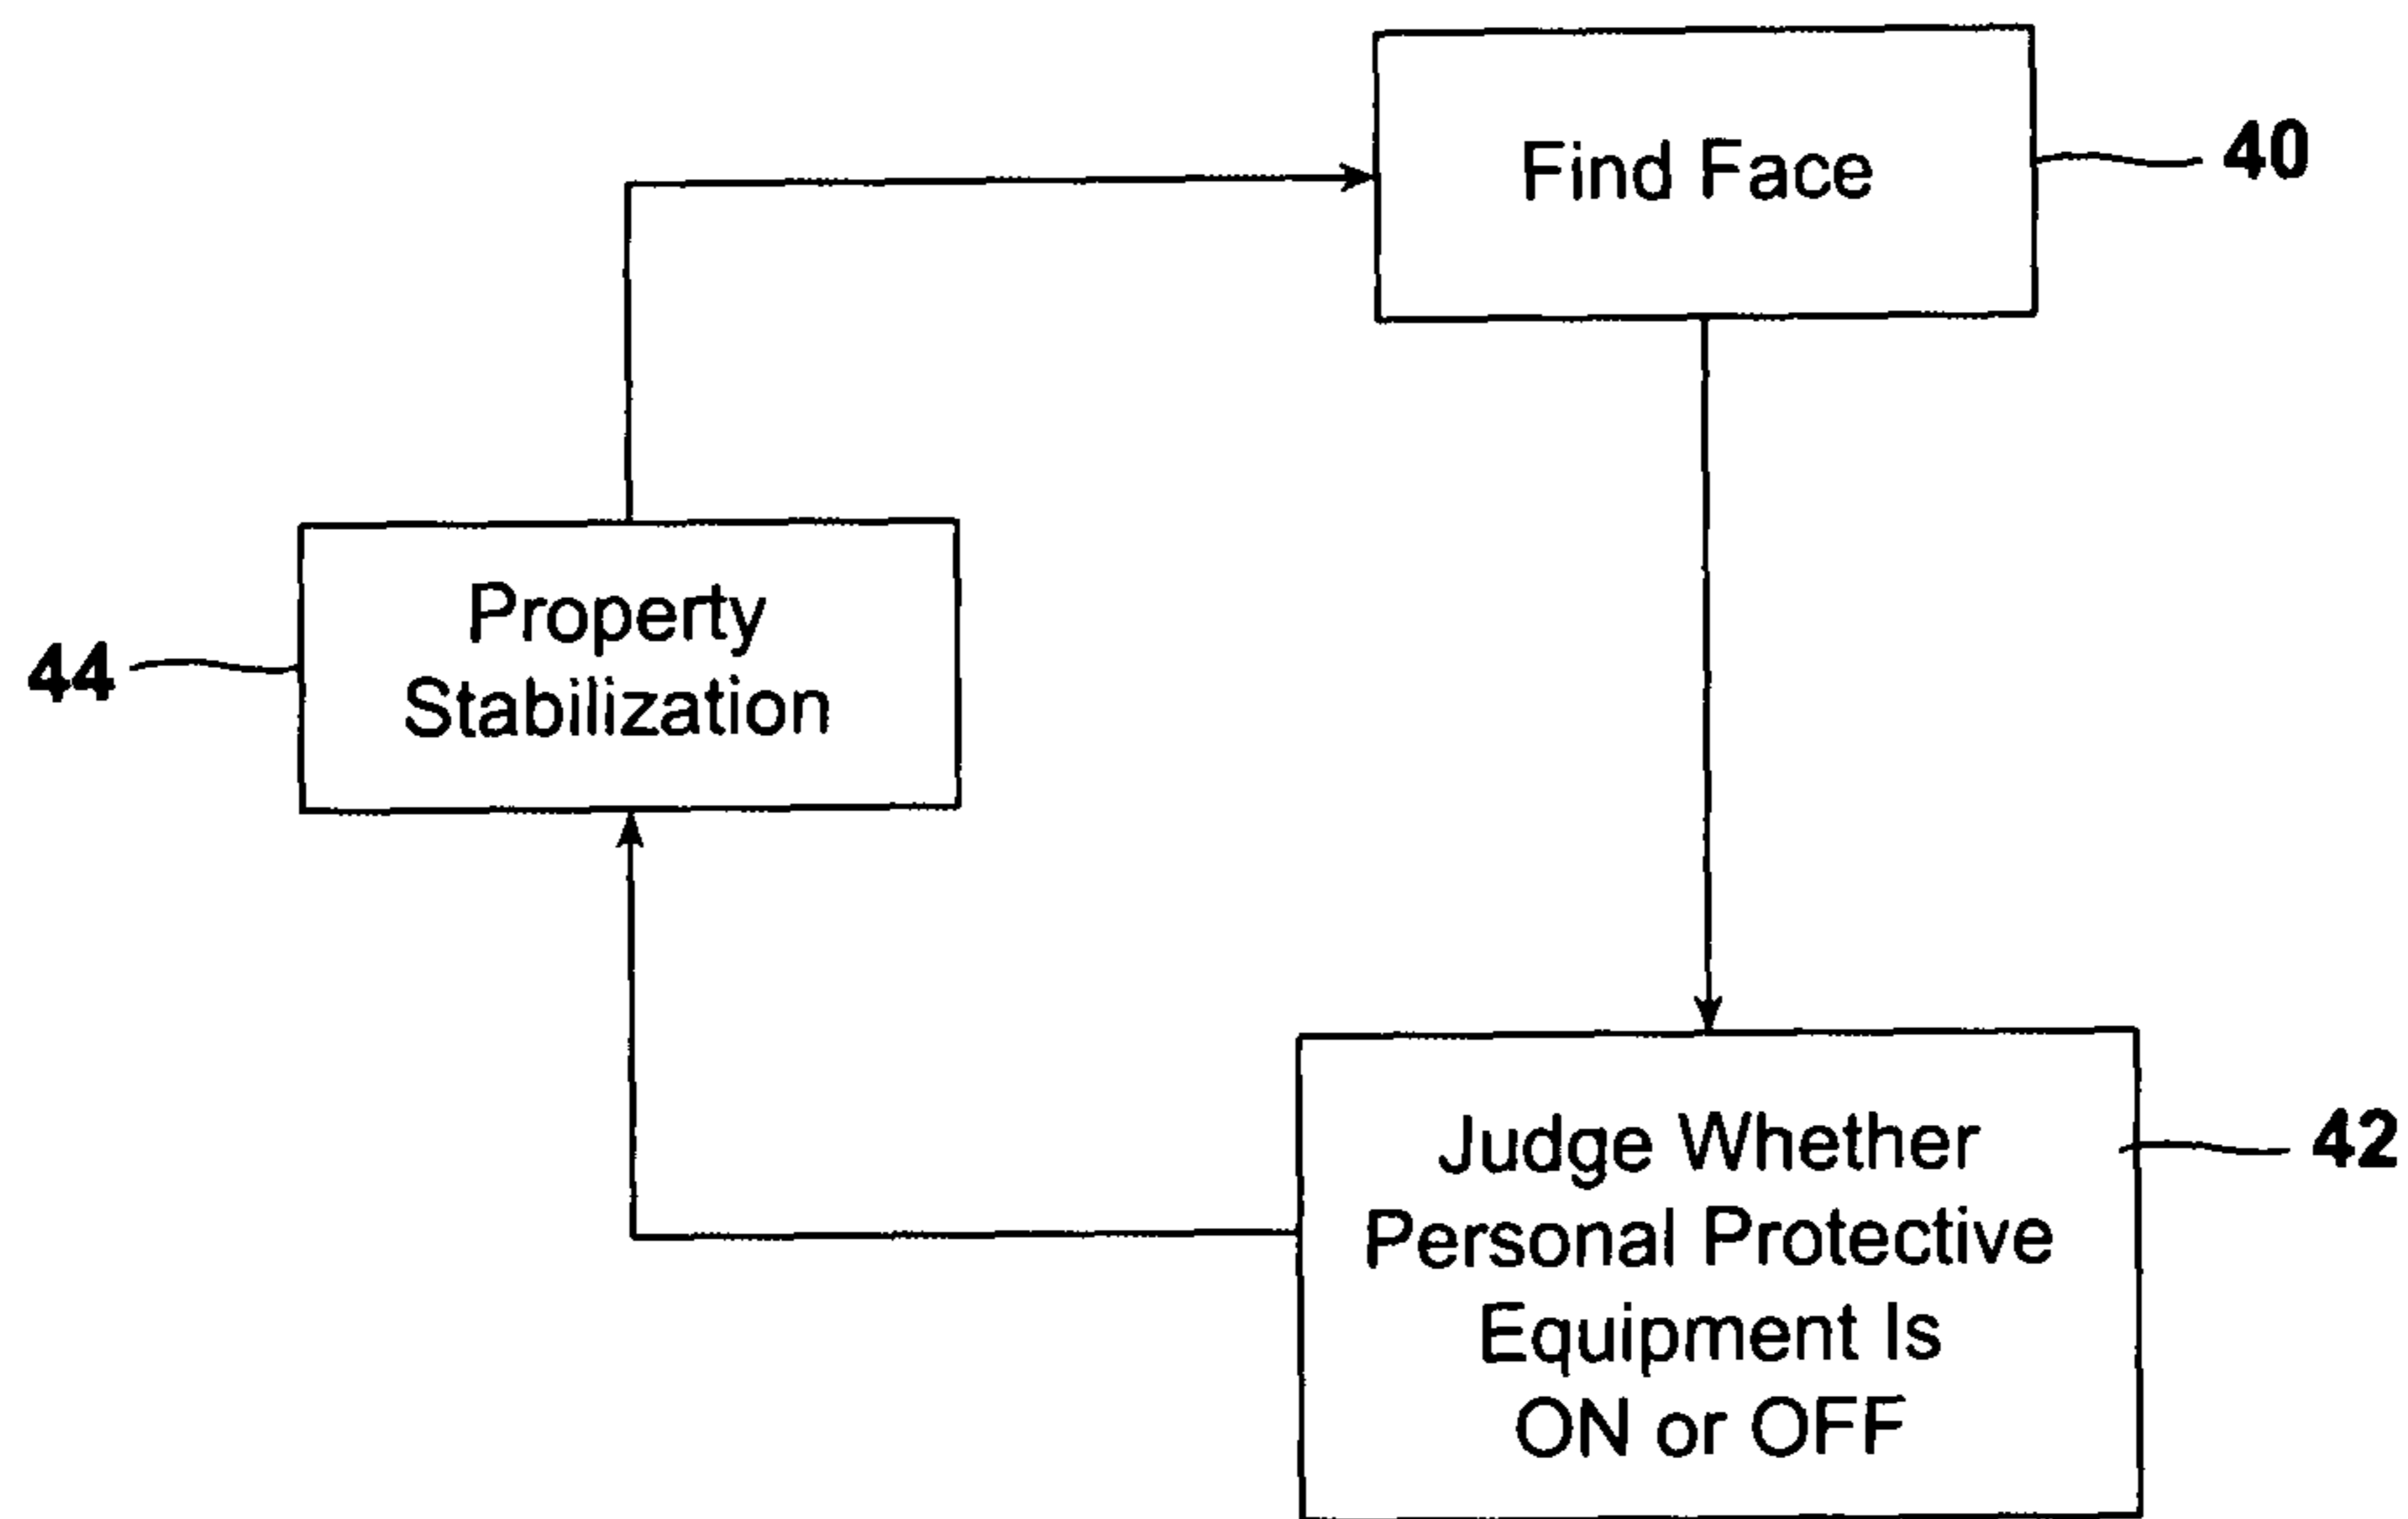 Find Face
40
Property
Stabilization
44
Judge Whether
Personal Protective
Equipment Is
ON or OFF
42